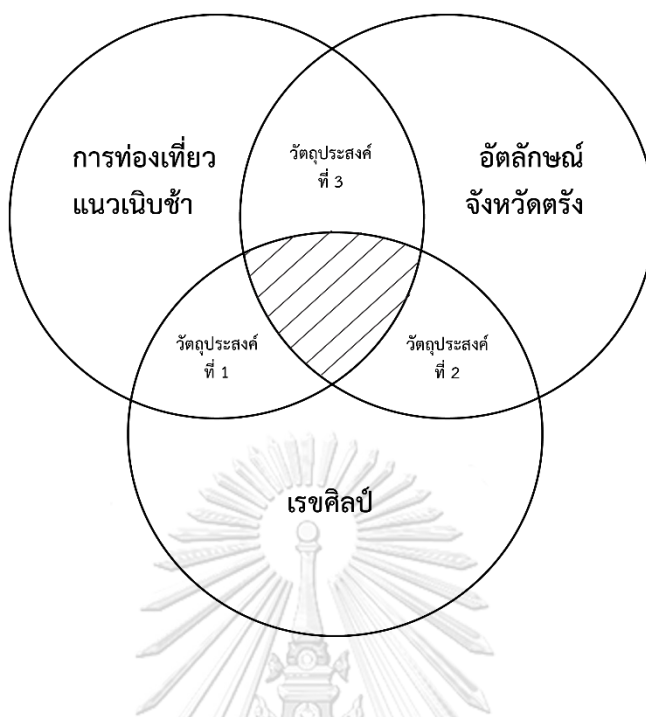 การท่องเที่ยว
แนวเนิบช้า
วัตถุประสงค์
ที่ 3
อัตลักษณ์
จังหวัดตรัง
วัตถุประสงค์
ที่ 1
วัตถุประสงค์
ที่ 2
เรขศิลป์